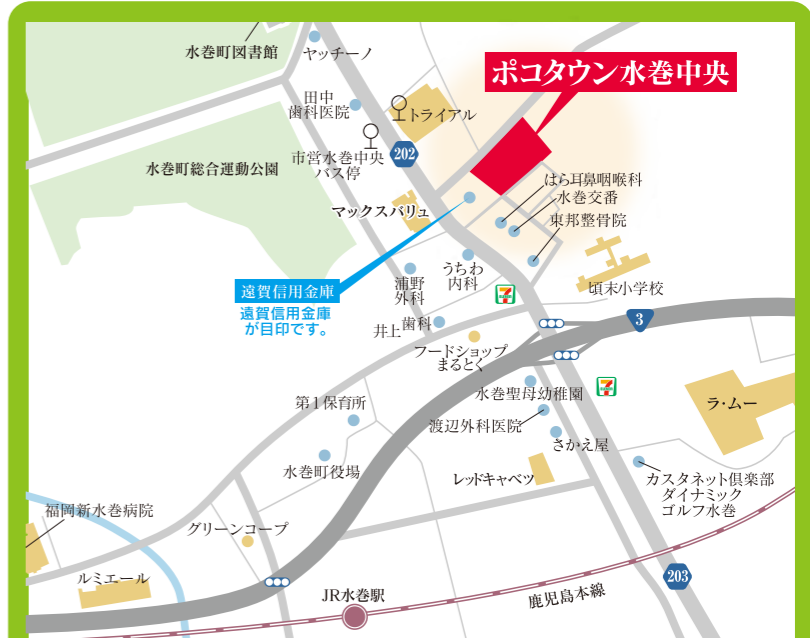 水巻町図書館
ヤッチーノ
ポコタウン水巻中央
田中
歯科医院
トライアル
市営水巻中央
バス停
202
水巻町総合運動公園
マックスバリュ
はら耳鼻咽喉科
水巻交番
東邦整骨院
遠賀信用金庫
遠賀信用金庫
が目印です。
浦野
外科
うちわ
内科
頃末小学校
井上歯科
フードショップ
まるとく
3
水巻聖母幼稚園
第1保育所
渡辺外科医院
ラ・ムー
さかえ屋
水巻町役場
レッドキャベツ
カスタネット倶楽部
ダイナミック
ゴルフ水巻
福岡新水巻病院
グリーンコープ
ルミエール
JR水巻駅
鹿児島本線
203